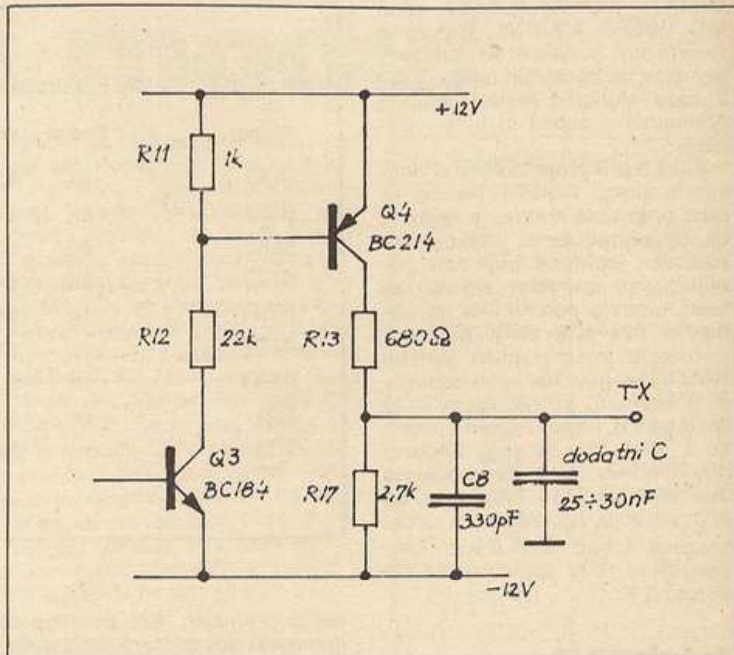 +12V
R11
1k
Q4
BC214
R12
22k
R13
680Ω
TX
Q3
BC184
R17
2,7k
C8
330pF
dodatni C
25÷30nF
-12V